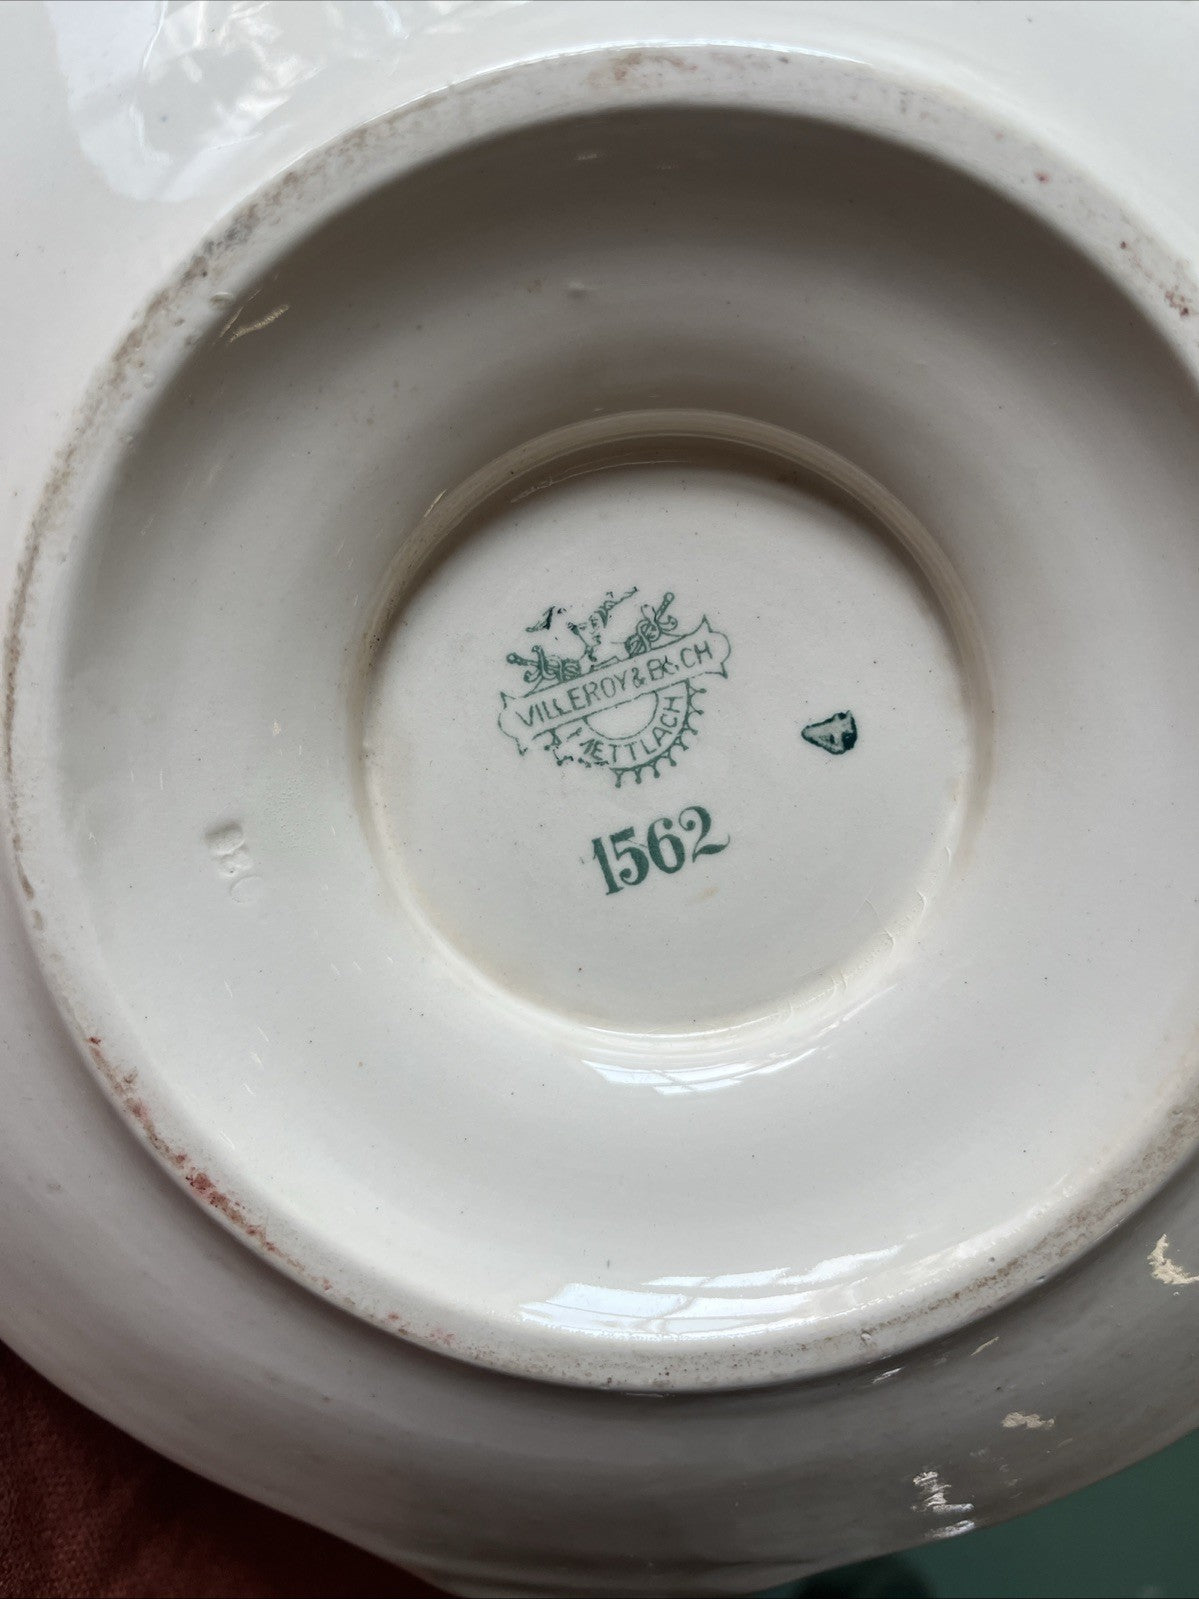 VILLEROY & BOCH
METTLACH
1562